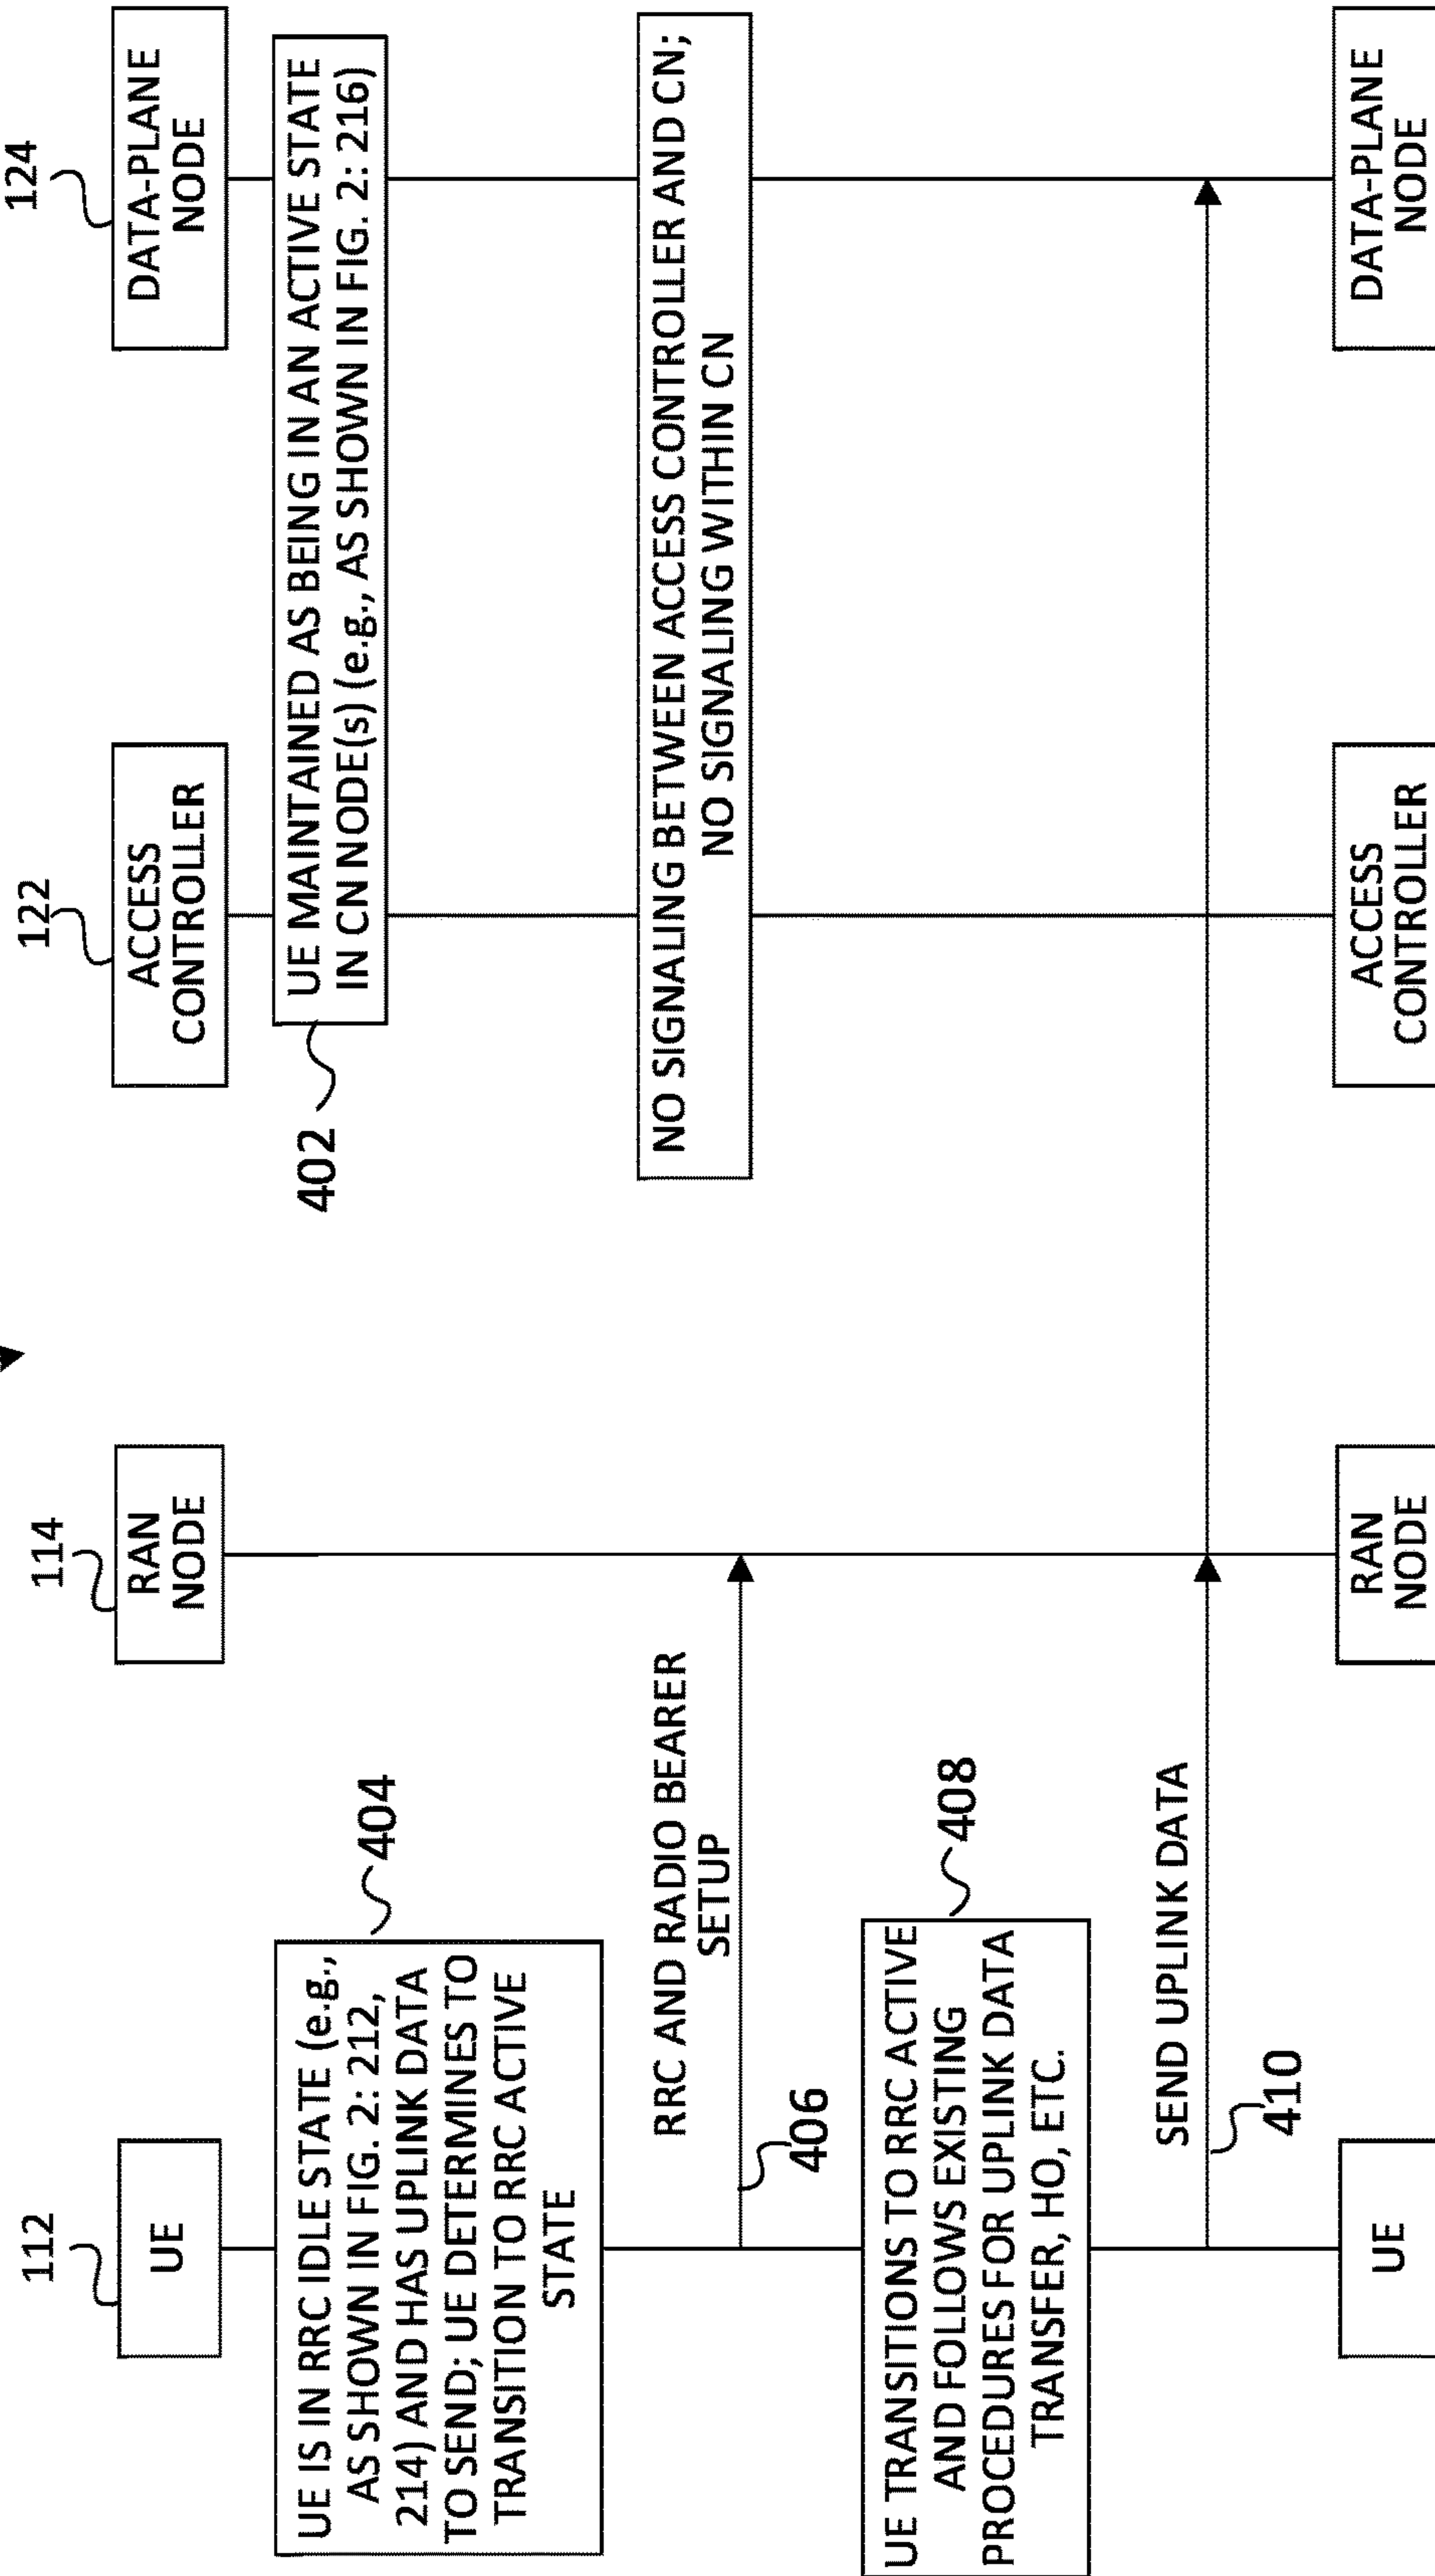 112
114
122
124
UE
RAN
NODE
ACCESS
CONTROLLER
DATA-PLANE
NODE
UE MAINTAINED AS BEING IN AN ACTIVE STATE
IN CN NODE(s) (e.g., AS SHOWN IN FIG. 2: 216)
402
UE IS IN RRC IDLE STATE (e.g.,
AS SHOWN IN FIG. 2: 212,
214) AND HAS UPLINK DATA
TO SEND; UE DETERMINES TO
TRANSITION TO RRC ACTIVE
STATE
404
RRC AND RADIO BEARER
SETUP
406
NO SIGNALING BETWEEN ACCESS CONTROLLER AND CN;
NO SIGNALING WITHIN CN
UE TRANSITIONS TO RRC ACTIVE
AND FOLLOWS EXISTING
PROCEDURES FOR UPLINK DATA
TRANSFER, HO, ETC.
408
SEND UPLINK DATA
410
UE
RAN
NODE
ACCESS
CONTROLLER
DATA-PLANE
NODE